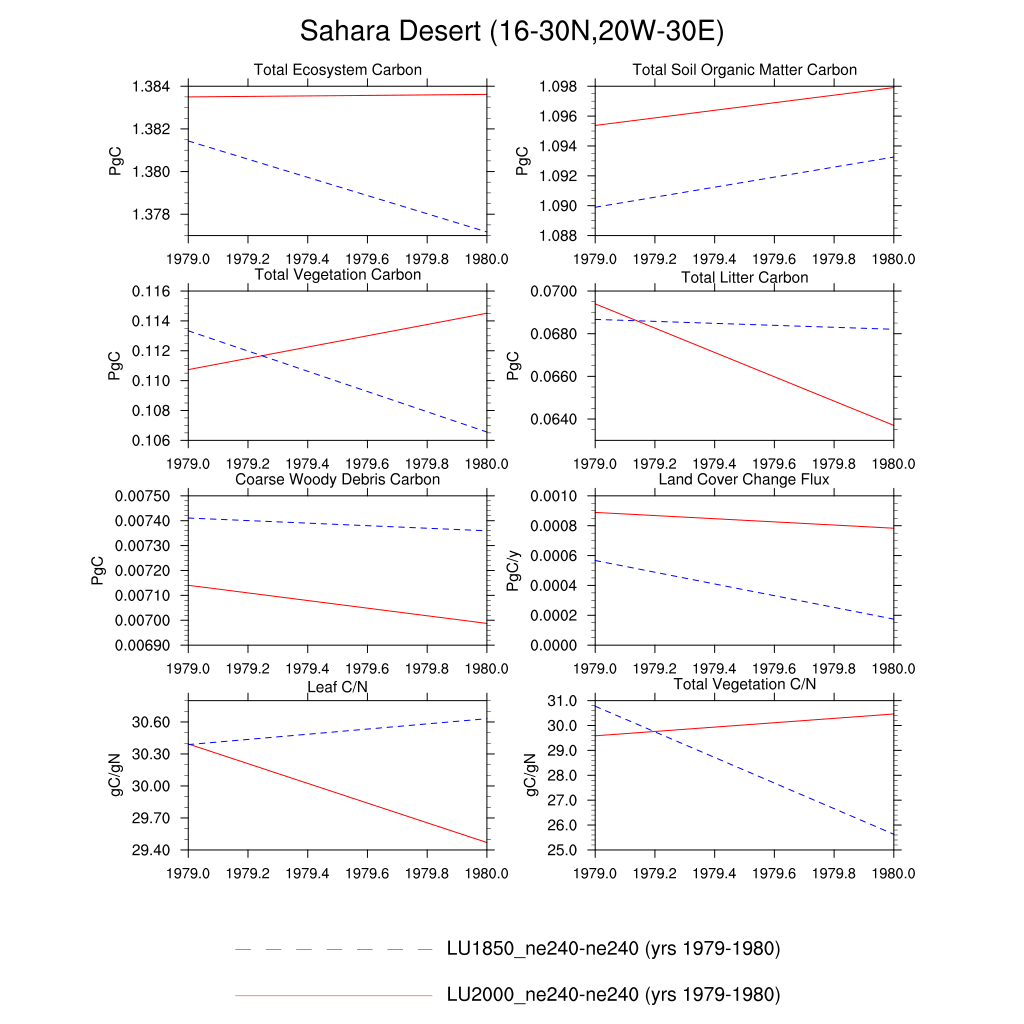 Sahara Desert (16-30N,20W-30E)
Total Ecosystem Carbon
PgC
1.384
1.382
1.380
1.378
1979.0 1979.2 1979.4 1979.6 1979.8 1980.0
Total Soil Organic Matter Carbon
PgC
1.098
1.096
1.094
1.092
1.090
1.088
1979.0 1979.2 1979.4 1979.6 1979.8 1980.0
Total Vegetation Carbon
PgC
0.116
0.114
0.112
0.110
0.108
0.106
1979.0 1979.2 1979.4 1979.6 1979.8 1980.0
Total Litter Carbon
PgC
0.0700
0.0680
0.0660
0.0640
1979.0 1979.2 1979.4 1979.6 1979.8 1980.0
Coarse Woody Debris Carbon
PgC
0.00750
0.00740
0.00730
0.00720
0.00710
0.00700
0.00690
1979.0 1979.2 1979.4 1979.6 1979.8 1980.0
Land Cover Change Flux
PgC/y
0.0010
0.0008
0.0006
0.0004
0.0002
0.0000
1979.0 1979.2 1979.4 1979.6 1979.8 1980.0
Leaf C/N
gC/gN
30.60
30.30
30.00
29.70
29.40
1979.0 1979.2 1979.4 1979.6 1979.8 1980.0
Total Vegetation C/N
gC/gN
31.0
30.0
29.0
28.0
27.0
26.0
25.0
1979.0 1979.2 1979.4 1979.6 1979.8 1980.0
LU1850_ne240-ne240 (yrs 1979-1980)
LU2000_ne240-ne240 (yrs 1979-1980)